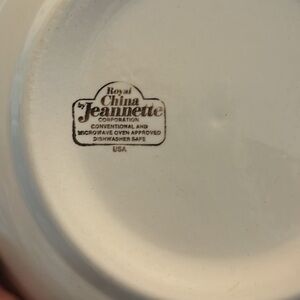 Royal
China
by Jeannette
CORPORATION
CONVENTIONAL AND
MICROWAVE OVEN APPROVED
DISHWASHER SAFE
USA